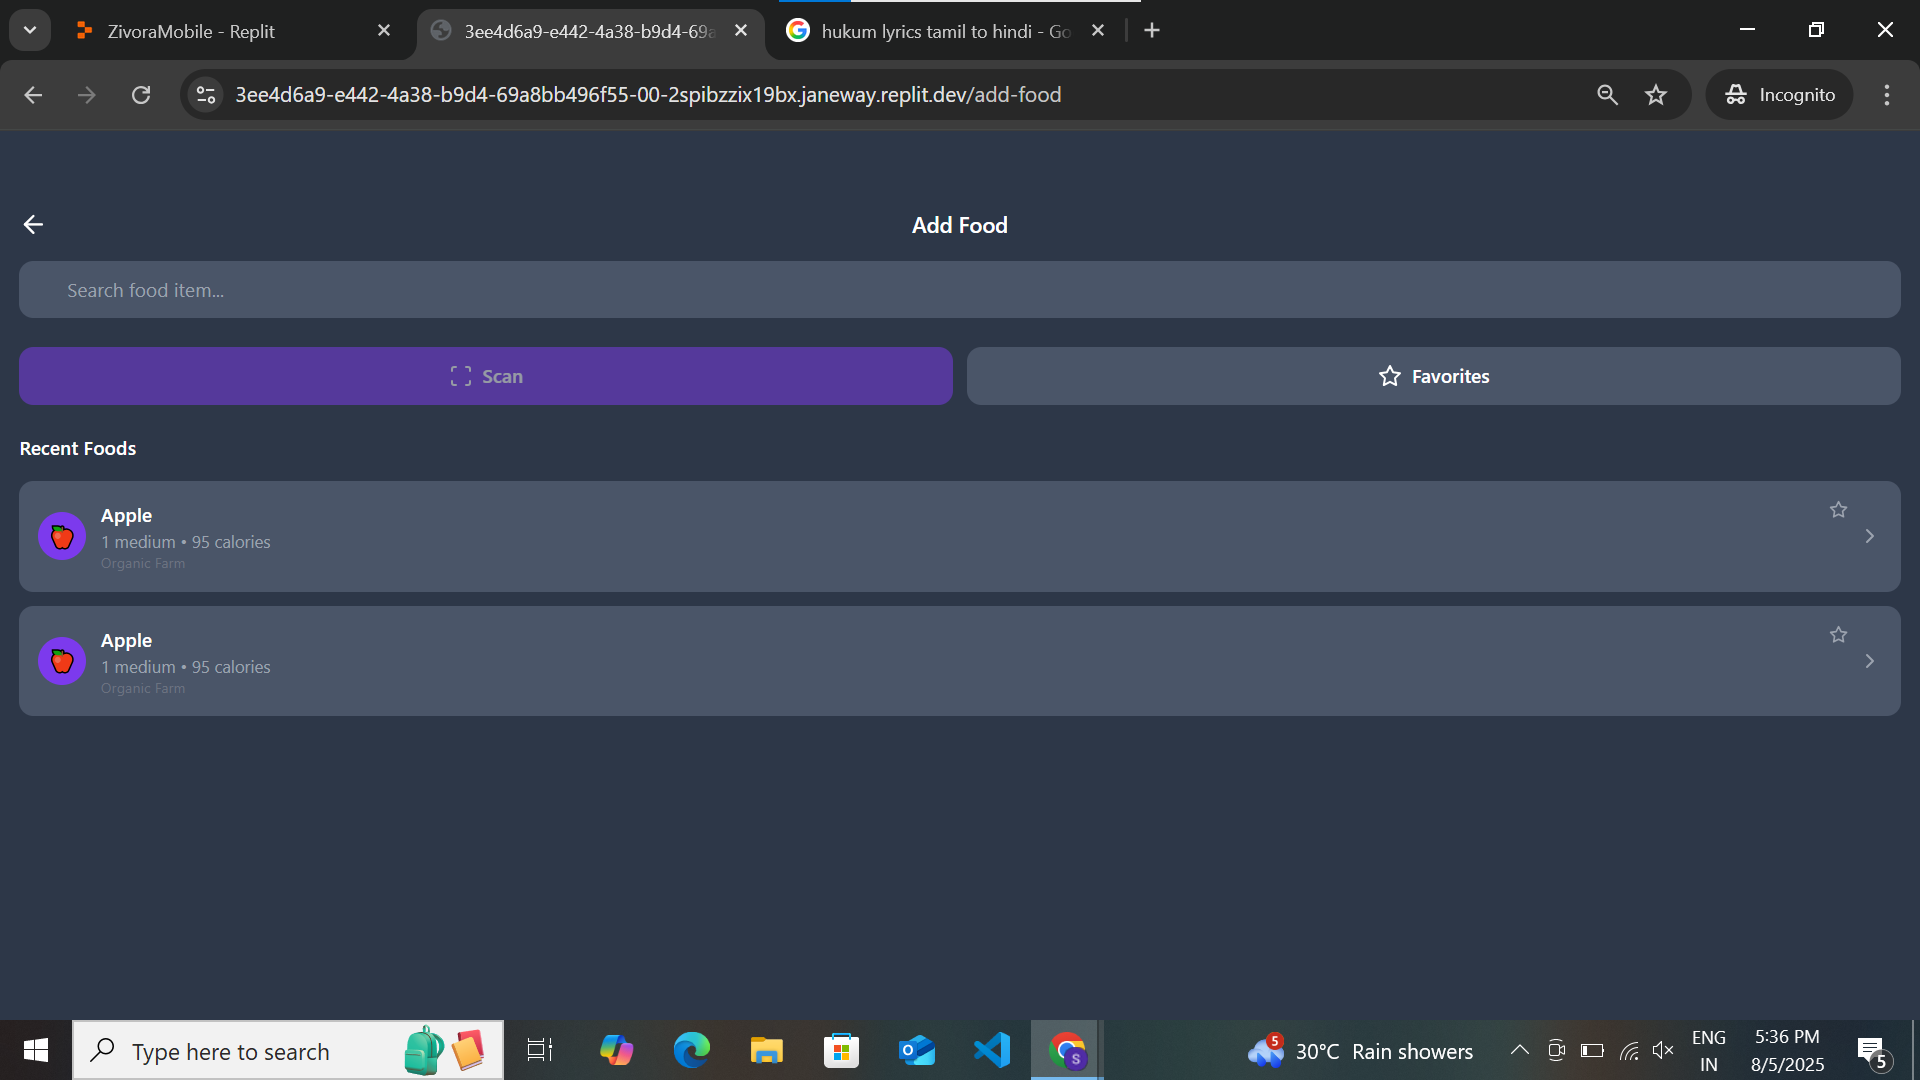 ZivoraMobile - Replit
3ee4d6a9-e442-4a38-b9d4-69a
hukum lyrics tamil to hindi - Go
3ee4d6a9-e442-4a38-b9d4-69a8bb496f55-00-2spibzzix19bx.janeway.replit.dev/add-food
Incognito
Add Food
Search food item...
Scan
Favorites
Recent Foods
Apple
1 medium • 95 calories
Organic Farm
Apple
1 medium • 95 calories
Organic Farm
Type here to search
S
5
30°C Rain showers
ENG
IN
5:36 PM
8/5/2025
5